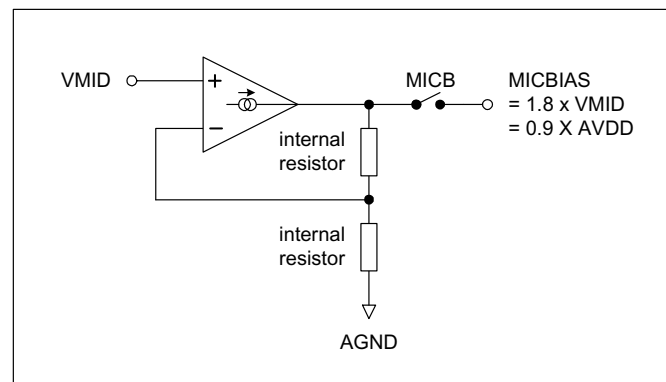 VMID
+
−
MICB
MICBIAS
= 1.8 x VMID
= 0.9 X AVDD
internal
resistor
internal
resistor
AGND